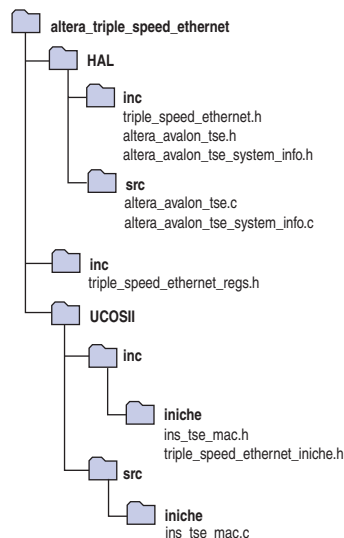 altera_triple_speed_ethernet
HAL
inc
triple_speed_ethernet.h
altera_avalon_tse.h
altera_avalon_tse_system_info.h
src
altera_avalon_tse.c
altera_avalon_tse_system_info.c
inc
triple_speed_ethernet_regs.h
UCOSII
inc
iniche
ins_tse_mac.h
triple_speed_ethernet_iniche.h
src
iniche
ins_tse_mac.c